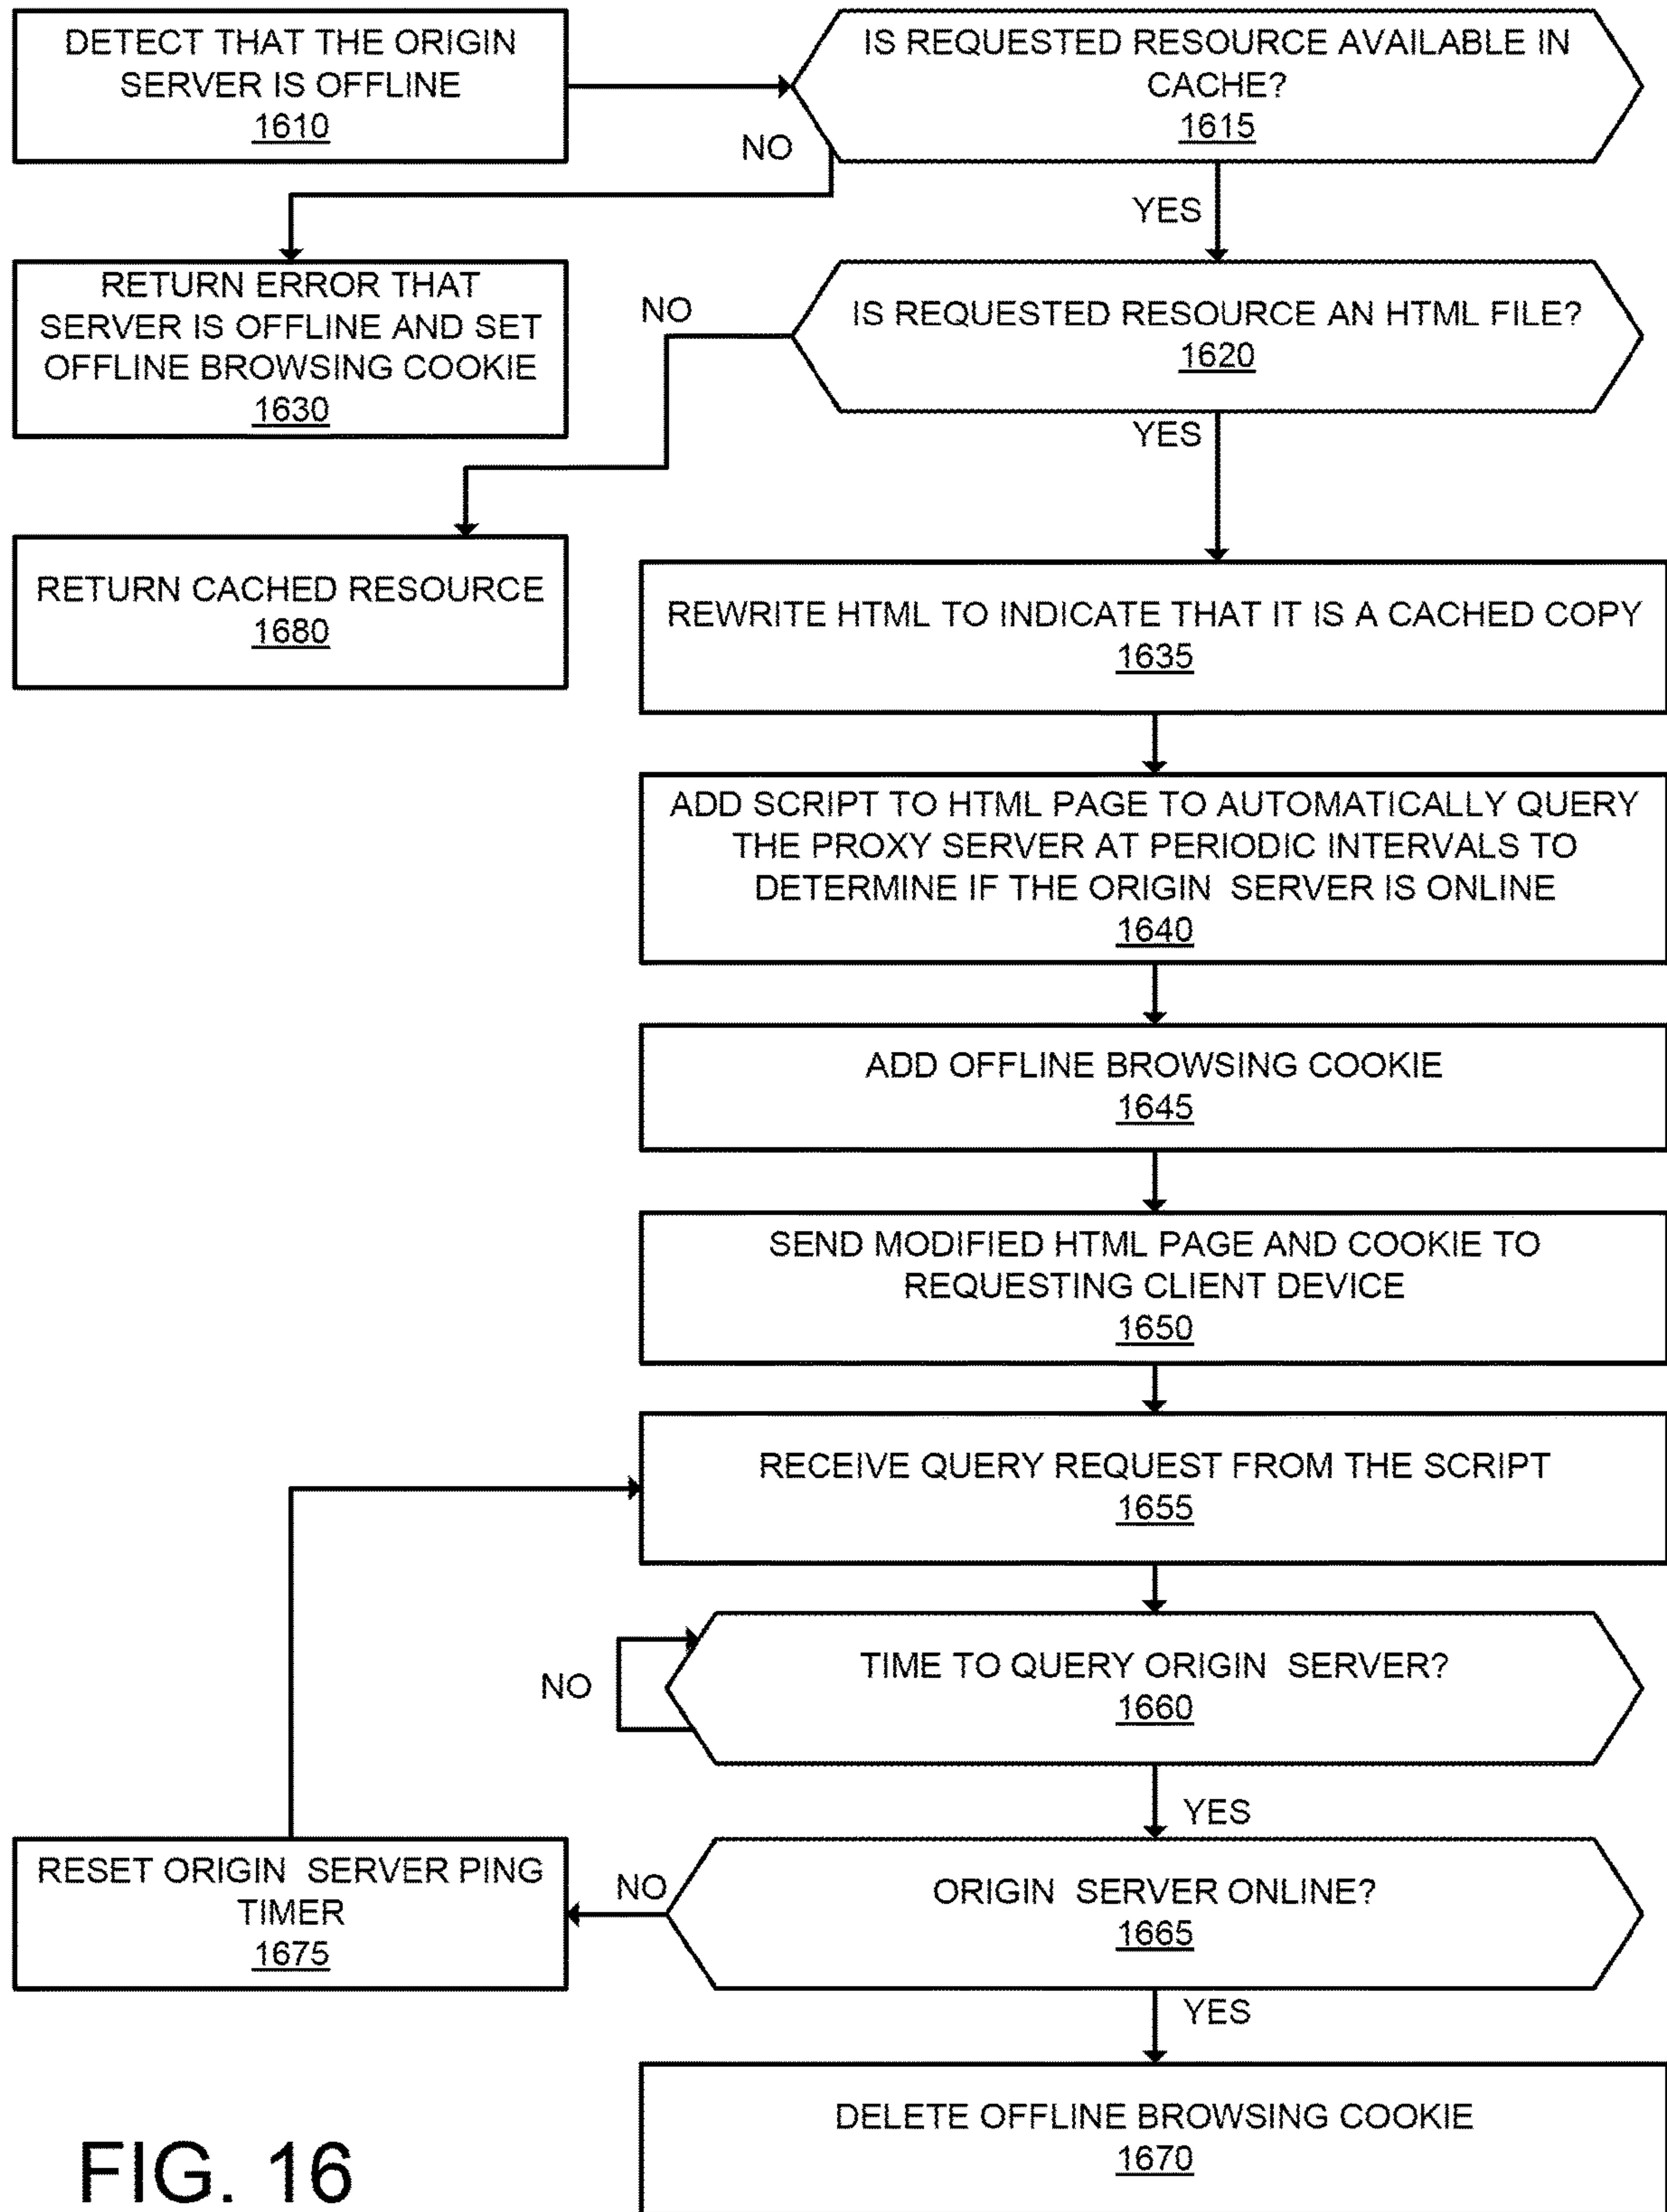 DETECT THAT THE ORIGIN
SERVER IS OFFLINE
1610
IS REQUESTED RESOURCE AVAILABLE IN
CACHE?
1615
NO
YES
RETURN ERROR THAT
SERVER IS OFFLINE AND SET
OFFLINE BROWSING COOKIE
1630
NO
IS REQUESTED RESOURCE AN HTML FILE?
1620
YES
RETURN CACHED RESOURCE
1680
REWRITE HTML TO INDICATE THAT IT IS A CACHED COPY
1635
ADD SCRIPT TO HTML PAGE TO AUTOMATICALLY QUERY
THE PROXY SERVER AT PERIODIC INTERVALS TO
DETERMINE IF THE ORIGIN SERVER IS ONLINE
1640
ADD OFFLINE BROWSING COOKIE
1645
SEND MODIFIED HTML PAGE AND COOKIE TO
REQUESTING CLIENT DEVICE
1650
RECEIVE QUERY REQUEST FROM THE SCRIPT
1655
NO
TIME TO QUERY ORIGIN SERVER?
1660
YES
RESET ORIGIN SERVER PING
TIMER
1675
NO
ORIGIN SERVER ONLINE?
1665
YES
DELETE OFFLINE BROWSING COOKIE
1670
FIG. 16